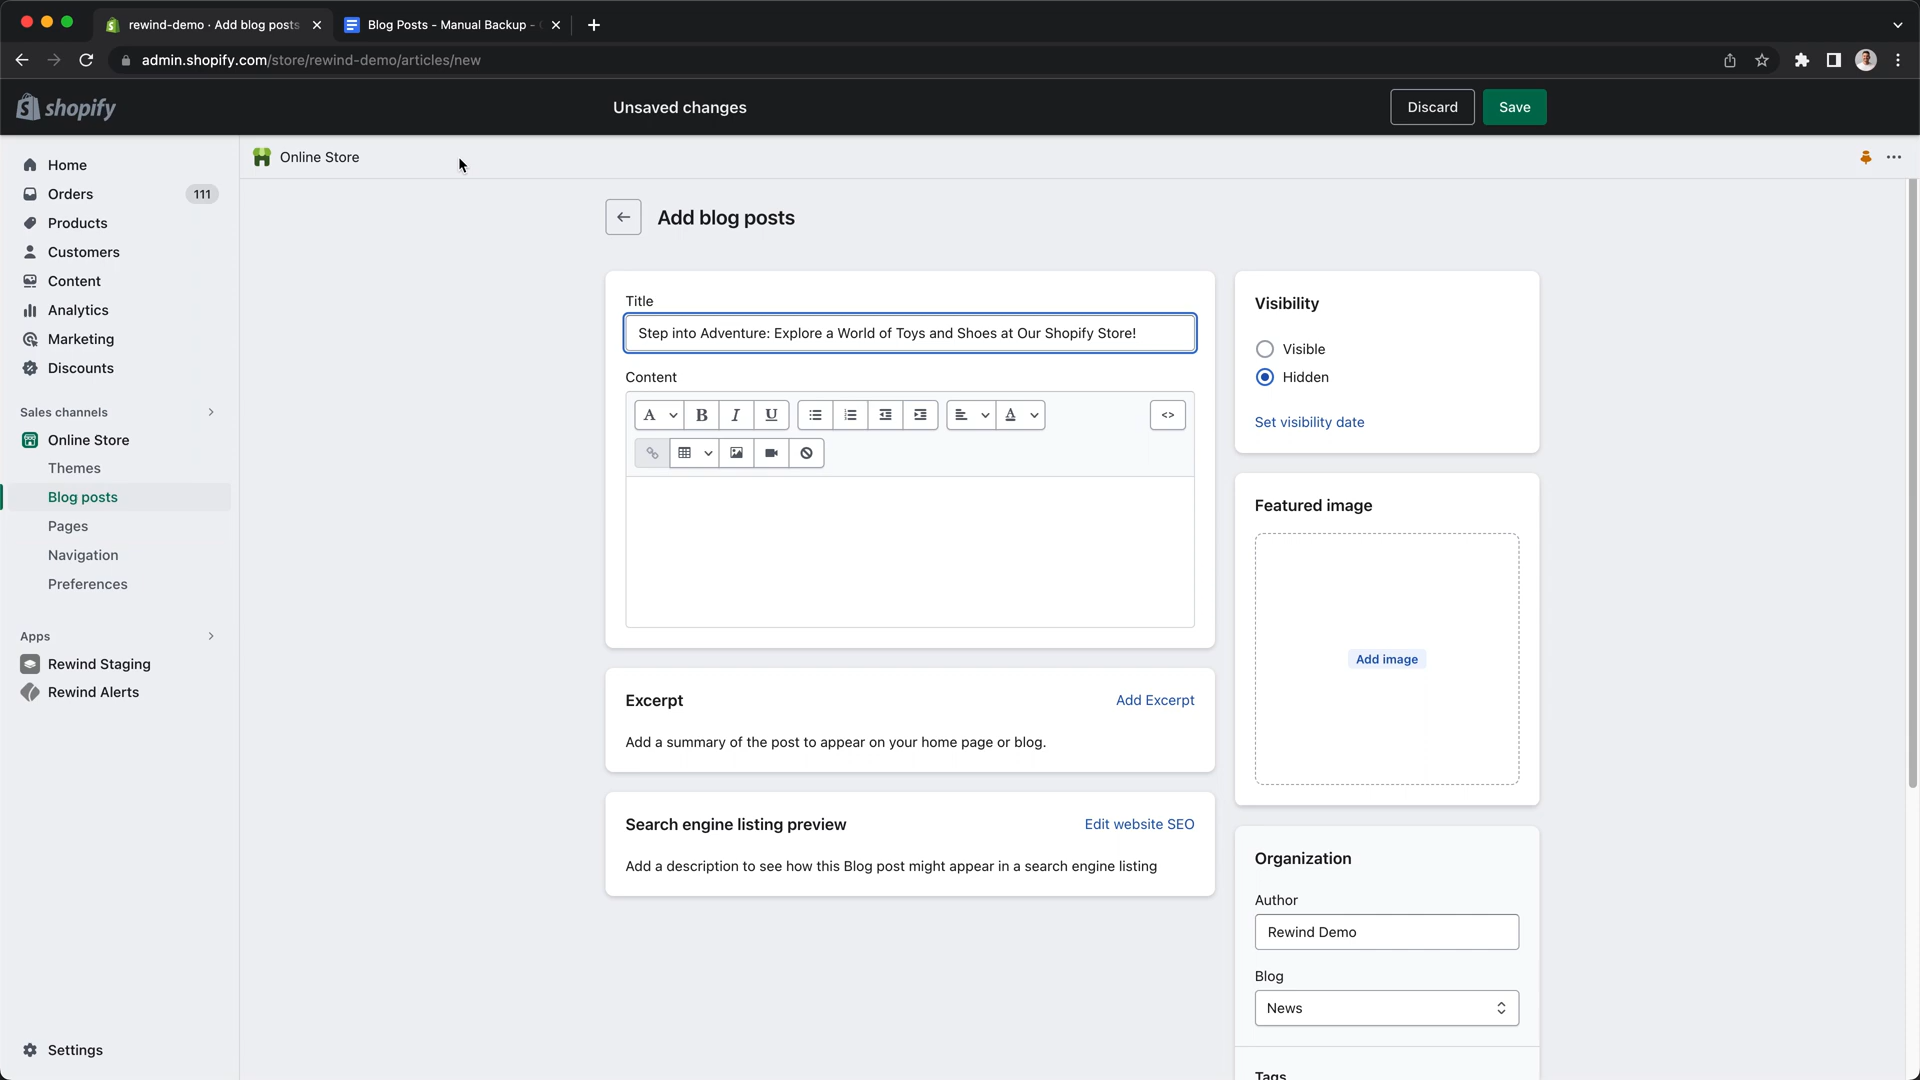 rewind-demo · Add blog posts
Blog Posts - Manual Backup -
admin.shopify.com/store/rewind-demo/articles/new
shopify
Unsaved changes
Discard
Save
Home
Orders
111
Products
Customers
Content
Analytics
Marketing
Discounts
Sales channels
Online Store
Themes
Blog posts
Pages
Navigation
Preferences
Apps
Rewind Staging
Rewind Alerts
Settings
Online Store
Add blog posts
Title
Step into Adventure: Explore a World of Toys and Shoes at Our Shopify Store!
Content
A
B
I
U
A
<>
Excerpt
Add Excerpt
Add a summary of the post to appear on your home page or blog.
Search engine listing preview
Edit website SEO
Add a description to see how this Blog post might appear in a search engine listing
Visibility
Visible
Hidden
Set visibility date
Featured image
Add image
Organization
Author
Rewind Demo
Blog
News
Tags